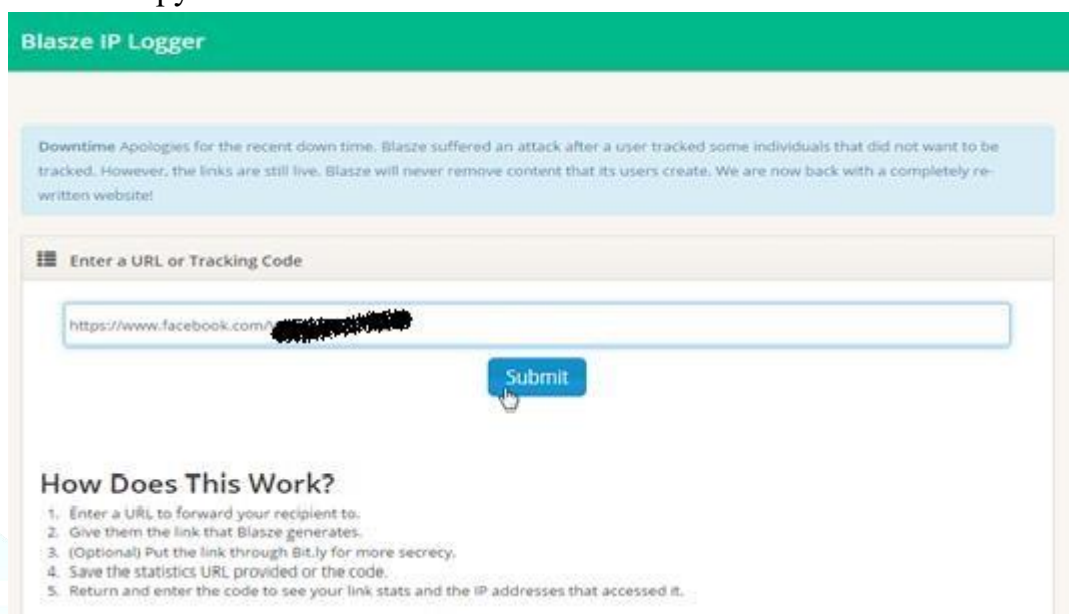 Blasze IP Logger
Downtime Apologies for the recent down time. Blasze suffered an attack after a user tracked some individuals that did not want to be
tracked. However, the links are still live. Blasze will never remove content that its users create. We are now back with a completely re-
written website!
Enter a URL or Tracking Code
https://www.facebook.com/
Submit
How Does This Work?
1. Enter a URL to forward your recipient to.
2. Give them the link that Blasze generates.
3. (Optional) Put the link through Bit.ly for more secrecy.
4. Save the statistics URL provided or the code.
5. Return and enter the code to see your link stats and the IP addresses that accessed it.